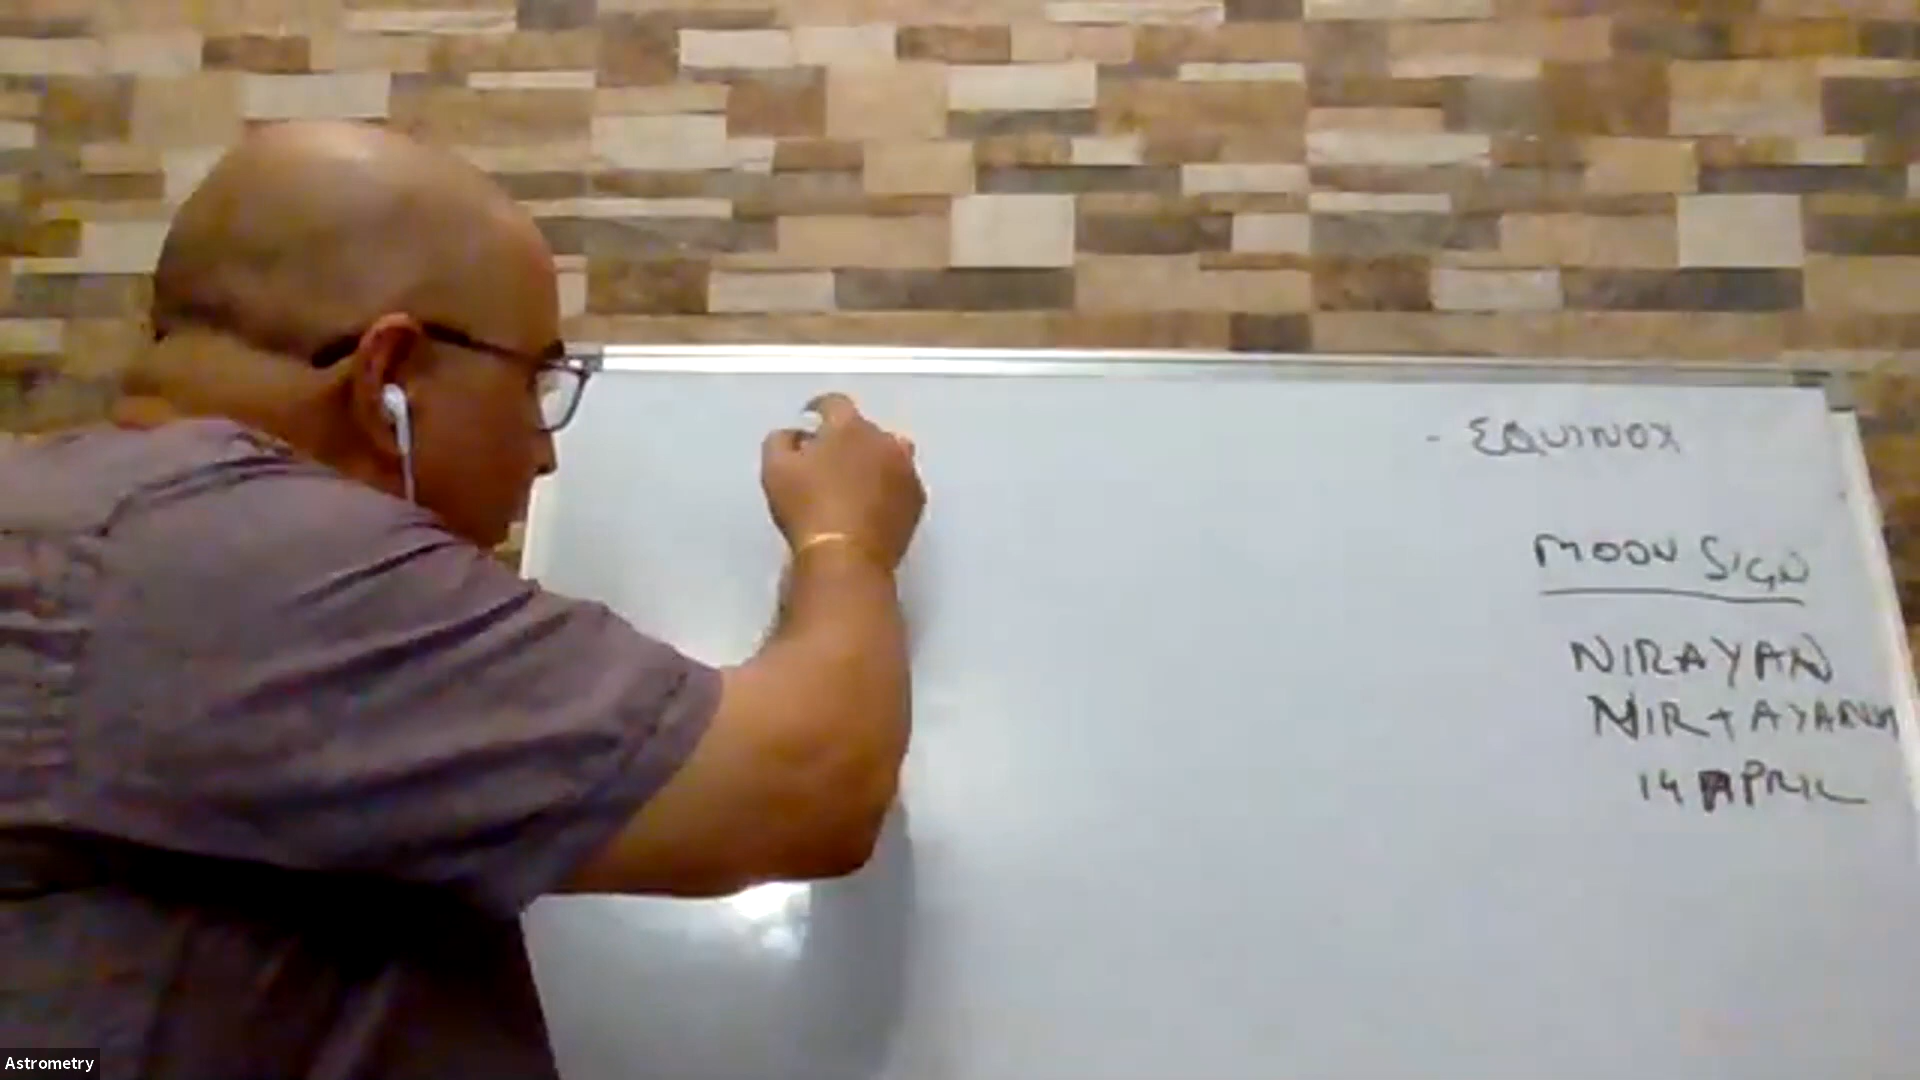 - EQUINOX
MOON SIGN
NIRAYAN
NIR + AYANA
14 APRIL
Astrometry